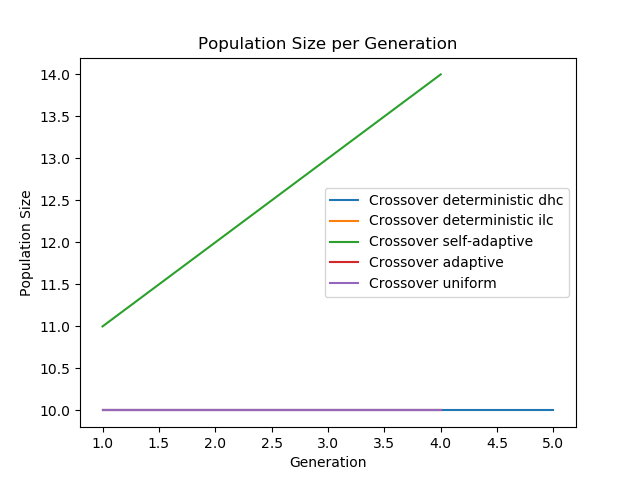 Population Size per Generation
14.0
13.5
13.0
12.5
12.0
11.5
11.0
10.5
10.0
Population Size
Crossover deterministic dhc
Crossover deterministic ilc
Crossover self-adaptive
Crossover adaptive
Crossover uniform
1.0 1.5 2.0 2.5 3.0 3.5 4.0 4.5 5.0
Generation